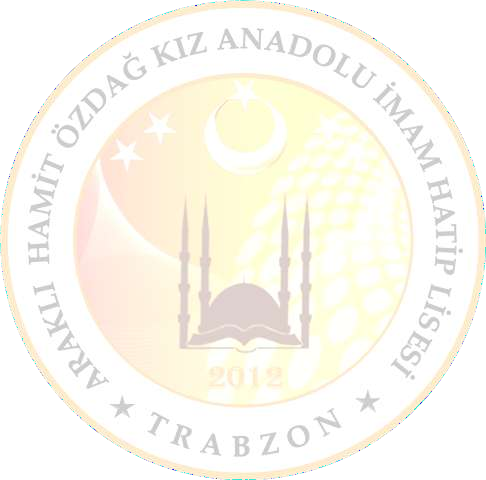 ARAKLI HAMİT ÖZDAĞ KIZ ANADOLU İMAM HATİP LİSESİ
2012
TRABZON